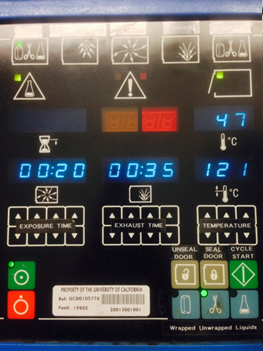 47
°C
00:20
00:35
121
°C
EXPOSURE TIME
EXHAUST TIME
TEMPERATURE
UNSEAL DOOR
SEAL DOOR
CYCLE START
PROPERTY OF THE UNIVERSITY OF CALIFORNIA
Wrapped Unwrapped Liquids